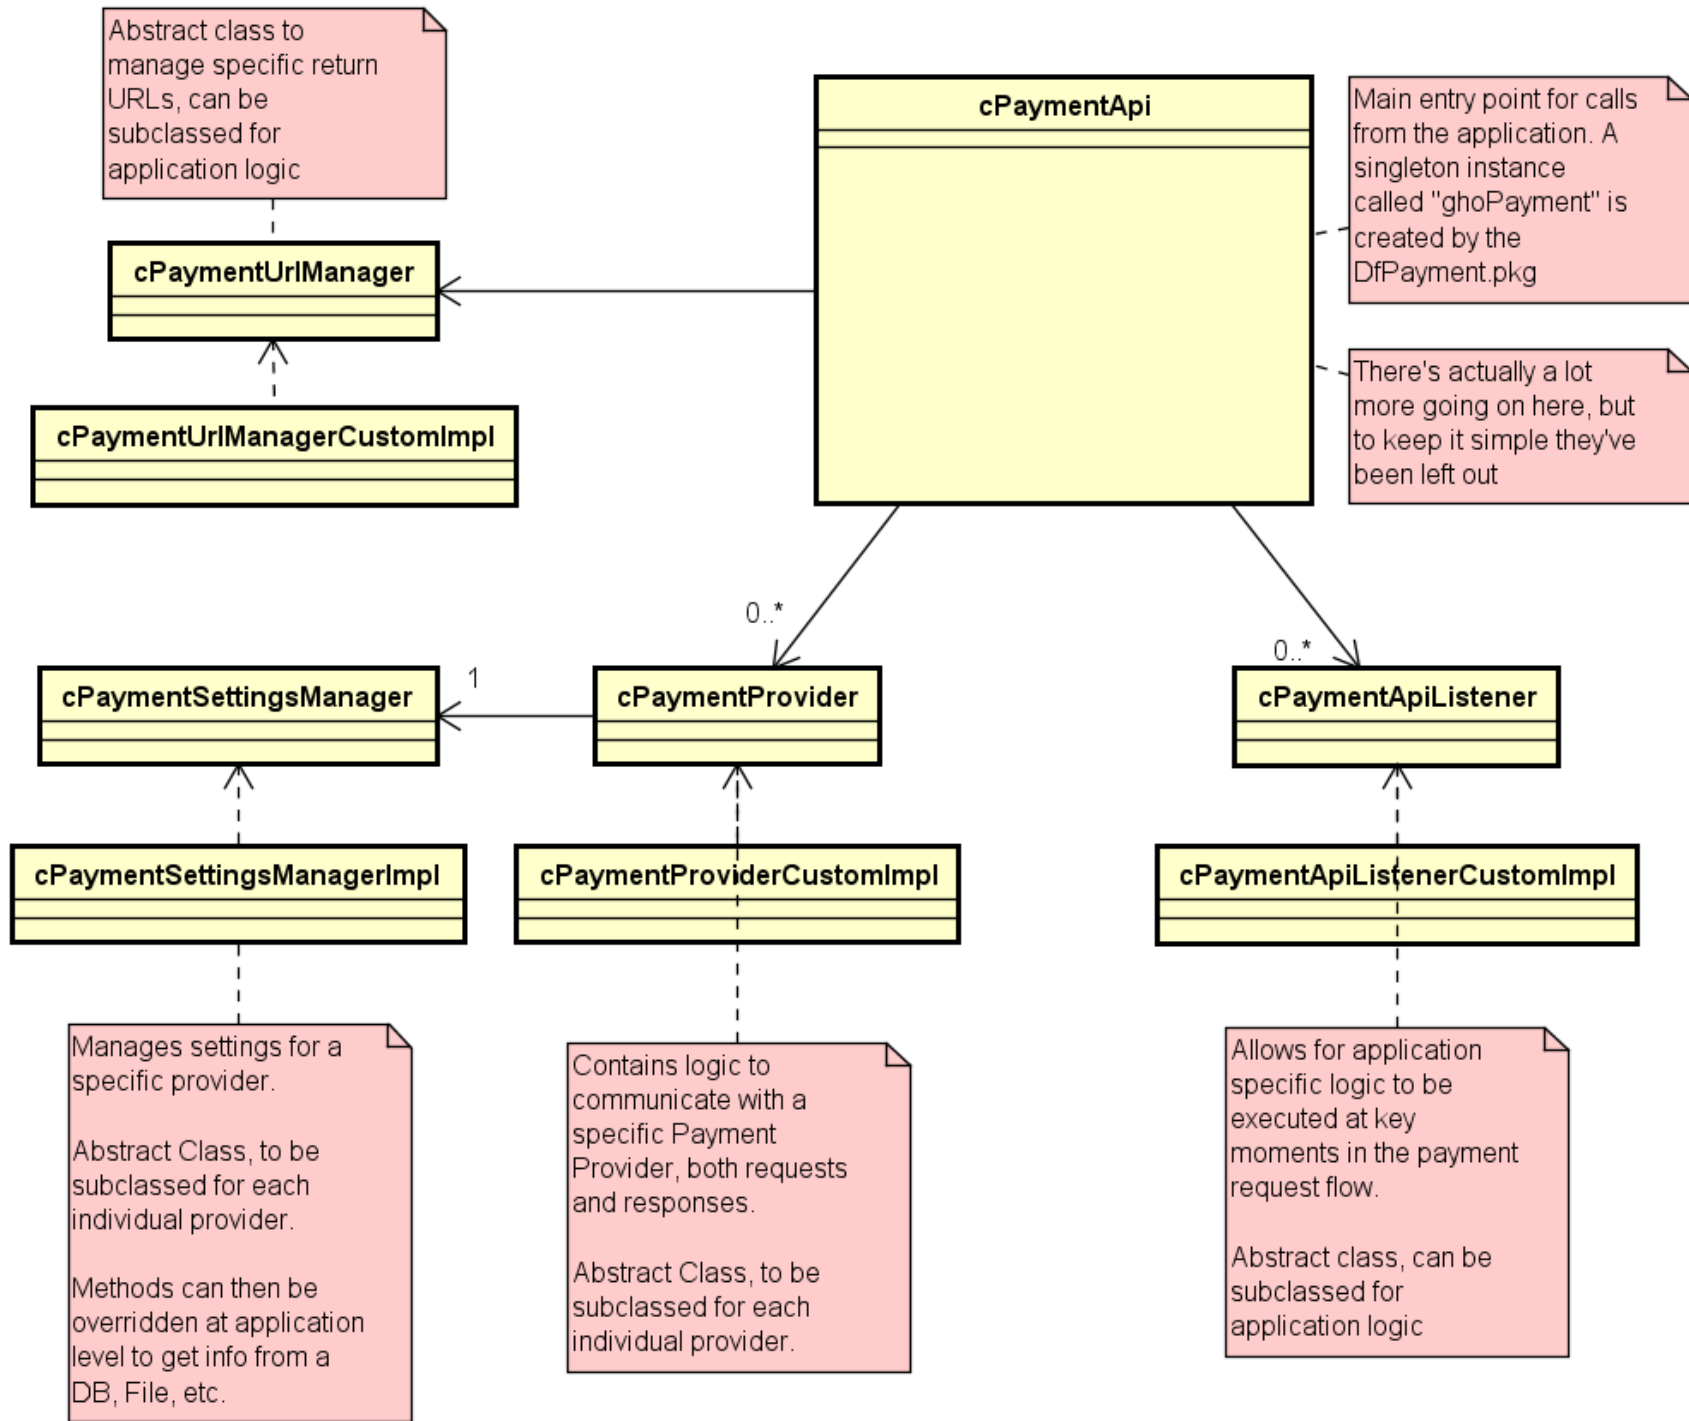 Abstract class to
manage specific return
URLs, can be
subclassed for
application logic
cPaymentApi
Main entry point for calls
from the application. A
singleton instance
called "ghoPayment" is
created by the
DfPayment.pkg
cPaymentUrlManager
There's actually a lot
more going on here, but
to keep it simple they've
been left out
cPaymentUrlManagerCustomImpl
0..*
0..*
1
cPaymentSettingsManager
cPaymentProvider
cPaymentApiListener
cPaymentSettingsManagerImpl
cPaymentProviderCustomImpl
cPaymentApiListenerCustomImpl
Manages settings for a
specific provider.
Abstract Class, to be
subclassed for each
individual provider.
Methods can then be
overridden at application
level to get info from a
DB, File, etc.
Contains logic to
communicate with a
specific Payment
Provider, both requests
and responses.
Abstract Class, to be
subclassed for each
individual provider.
Allows for application
specific logic to be
executed at key
moments in the payment
request flow.
Abstract class, can be
subclassed for
application logic